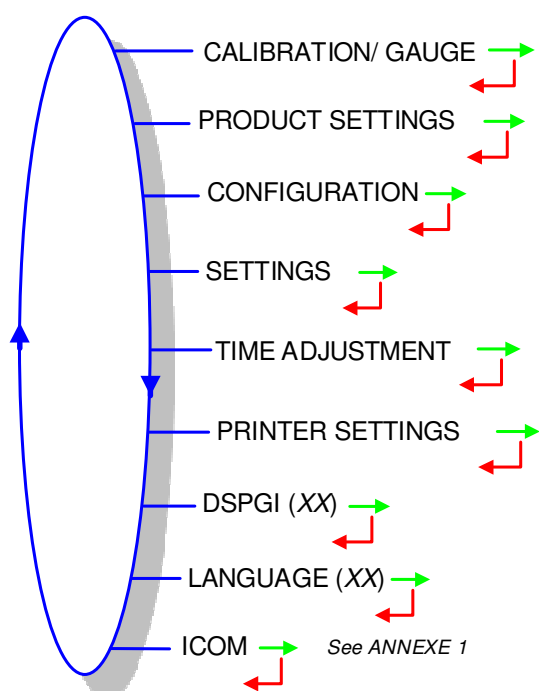 CALIBRATION/ GAUGE
PRODUCT SETTINGS
CONFIGURATION
SETTINGS
TIME ADJUSTMENT
PRINTER SETTINGS
DSPGI (XX)
LANGUAGE (XX)
ICOM See ANNEXE 1